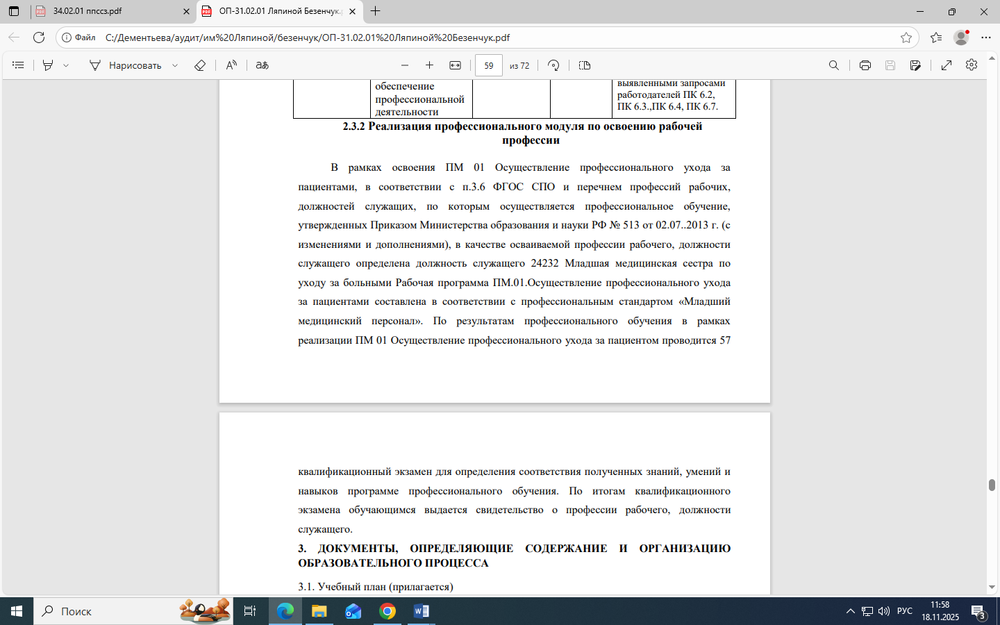 34.02.01 ппссз.pdf
ОП-31.02.01 Ляпиной Безенчук.
Файл
C:/Дементьева/аудит/им%20Ляпиной/безенчук/ОП-31.02.01%20Ляпиной%20Безенчук.pdf
Нарисовать
59
из 72
обеспечение
профессиональной
деятельности
выявленными запросами
работодателей ПК 6.2,
ПК 6.3.,ПК 6.4, ПК 6.7.
2.3.2 Реализация профессионального модуля по освоению рабочей
профессии
В рамках освоения ПМ 01 Осуществление профессионального ухода за
пациентами, в соответствии с п.3.6 ФГОС СПО и перечнем профессий рабочих,
должностей служащих, по которым осуществляется профессиональное обучение,
утвержденных Приказом Министерства образования и науки РФ № 513 от 02.07..2013 г. (с
изменениями и дополнениями), в качестве осваиваемой профессии рабочего, должности
служащего определена должность служащего 24232 Младшая медицинская сестра по
уходу за больными Рабочая программа ПМ.01.Осуществление профессионального ухода
за пациентами составлена в соответствии с профессиональным стандартом «Младший
медицинский персонал». По результатам профессионального обучения в рамках
реализации ПМ 01 Осуществление профессионального ухода за пациентом проводится 57
квалификационный экзамен для определения соответствия полученных знаний, умений и
навыков программе профессионального обучения. По итогам квалификационного
экзамена обучающимся выдается свидетельство о профессии рабочего, должности
служащего.
3. ДОКУМЕНТЫ, ОПРЕДЕЛЯЮЩИЕ СОДЕРЖАНИЕ И ОРГАНИЗАЦИЮ
ОБРАЗОВАТЕЛЬНОГО ПРОЦЕССА
3.1. Учебный план (прилагается)
Поиск
РУС
11:58
18.11.2025
3